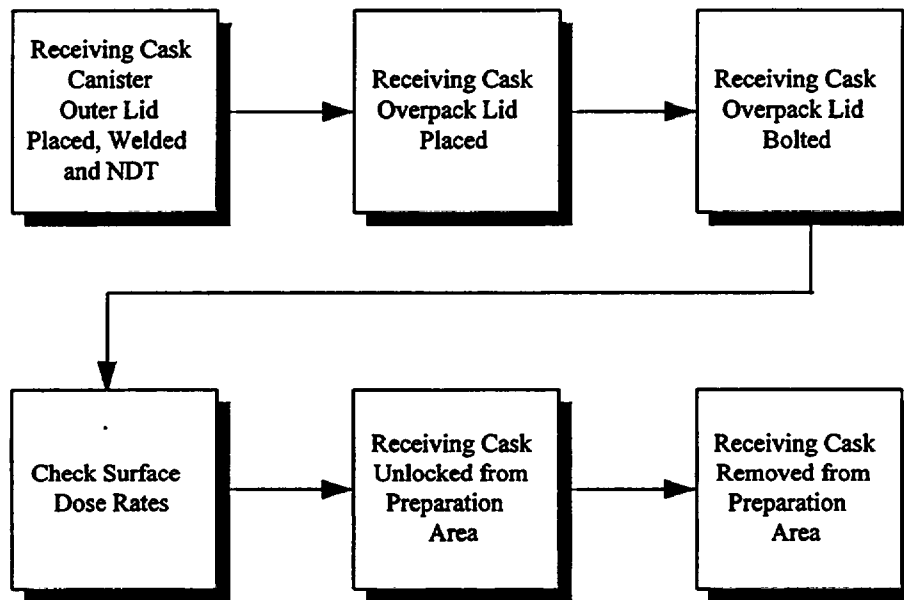 Receiving Cask
Canister
Outer Lid
Placed, Welded
and NDT
Receiving Cask
Overpack Lid
Placed
Receiving Cask
Overpack Lid
Bolted
Check Surface
Dose Rates
Receiving Cask
Unlocked from
Preparation
Area
Receiving Cask
Removed from
Preparation
Area